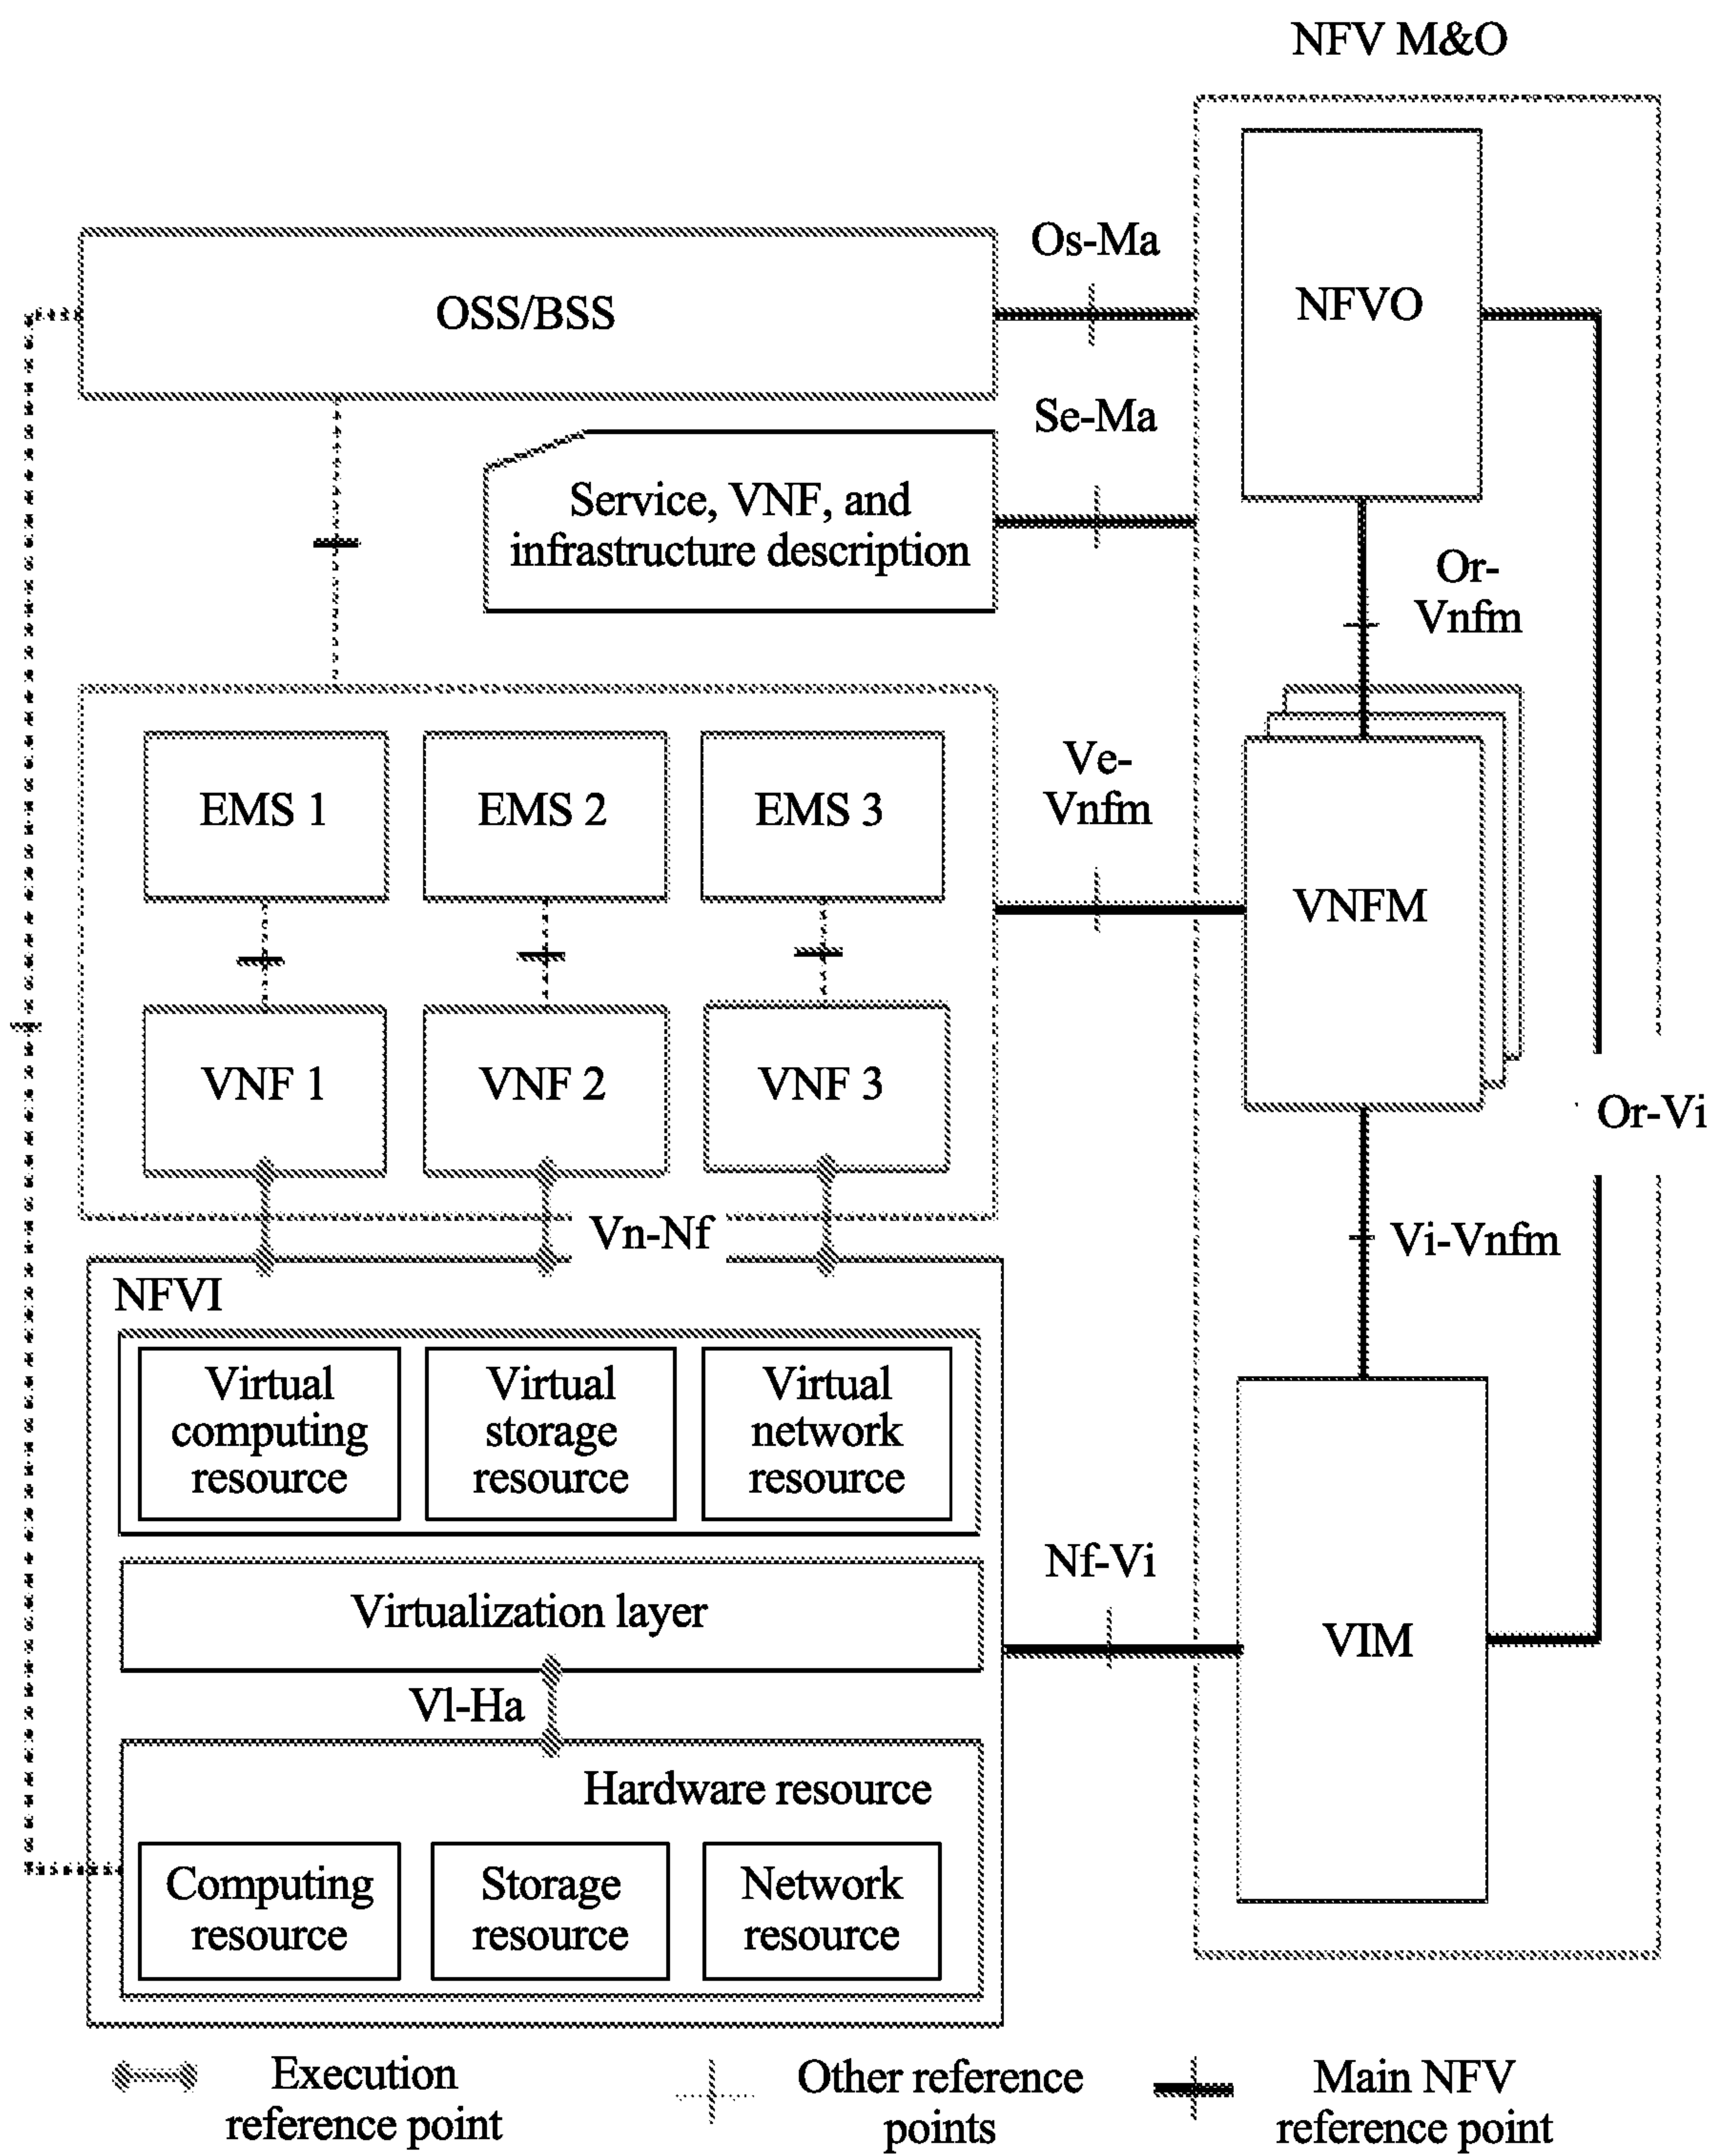 NFV M&O
Os-Ma
OSS/BSS
NFVO
Se-Ma
Service, VNF, and
infrastructure description
Or-
Vnfm
EMS 1
EMS 2
EMS 3
Ve-
Vnfm
VNFM
VNF 1
VNF 2
VNF 3
Or-Vi
Vn-Nf
Vi-Vnfm
NFVI
Virtual
computing
resource
Virtual
storage
resource
Virtual
network
resource
Nf-Vi
Virtualization layer
VIM
Vl-Ha
Hardware resource
Computing
resource
Storage
resource
Network
resource
Execution
reference point
Other reference
points
Main NFV
reference point